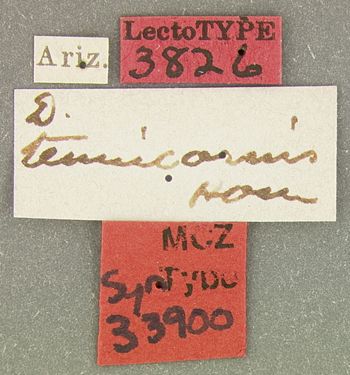 Ariz.
LectoTYPE
3826
D.
tenuicornis
Horn
MCZ
SynType
33900